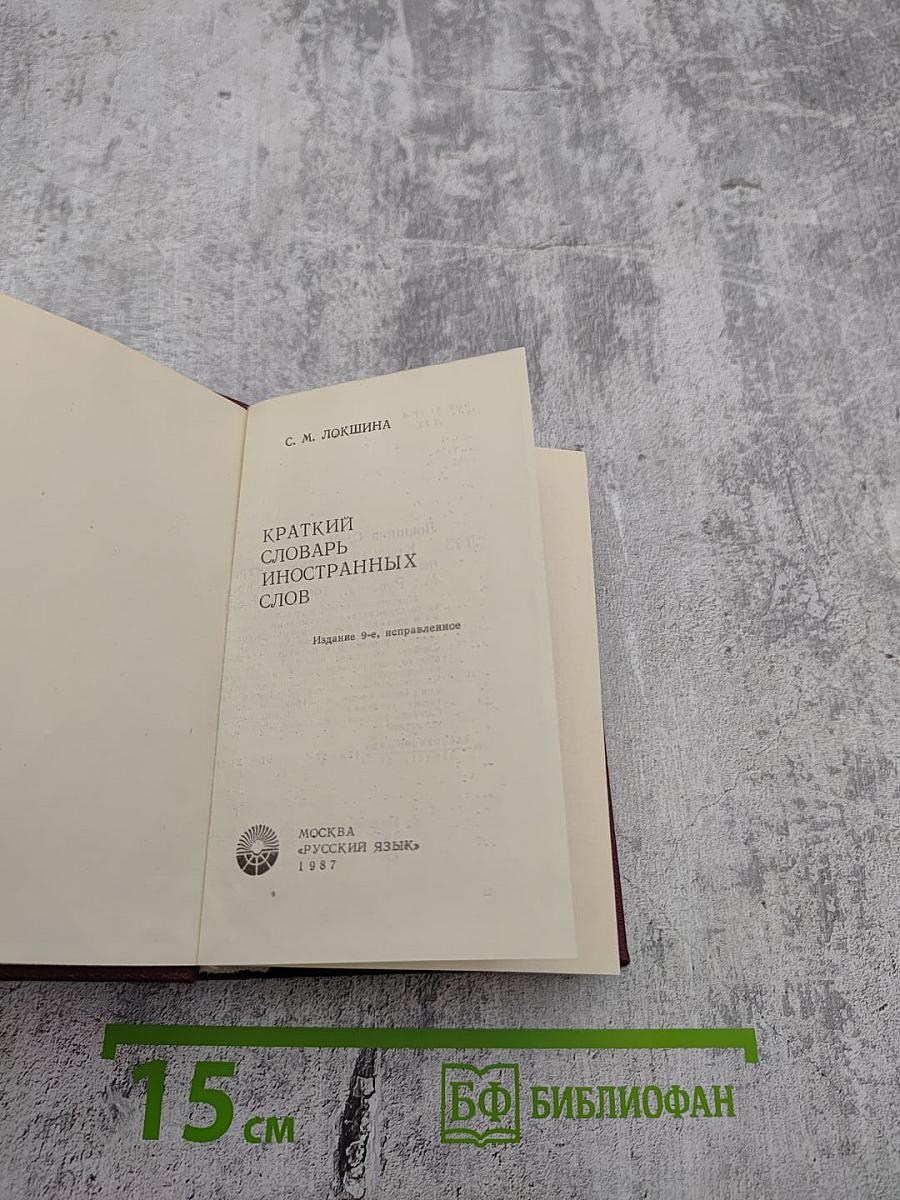 С. М. ЛОКШИНА
КРАТКИЙ
СЛОВАРЬ
ИНОСТРАННЫХ
СЛОВ
Издание 9-е, исправленное
МОСКВА
«РУССКИЙ ЯЗЫК»
1987
15 см
БФ БИБЛИОФАН